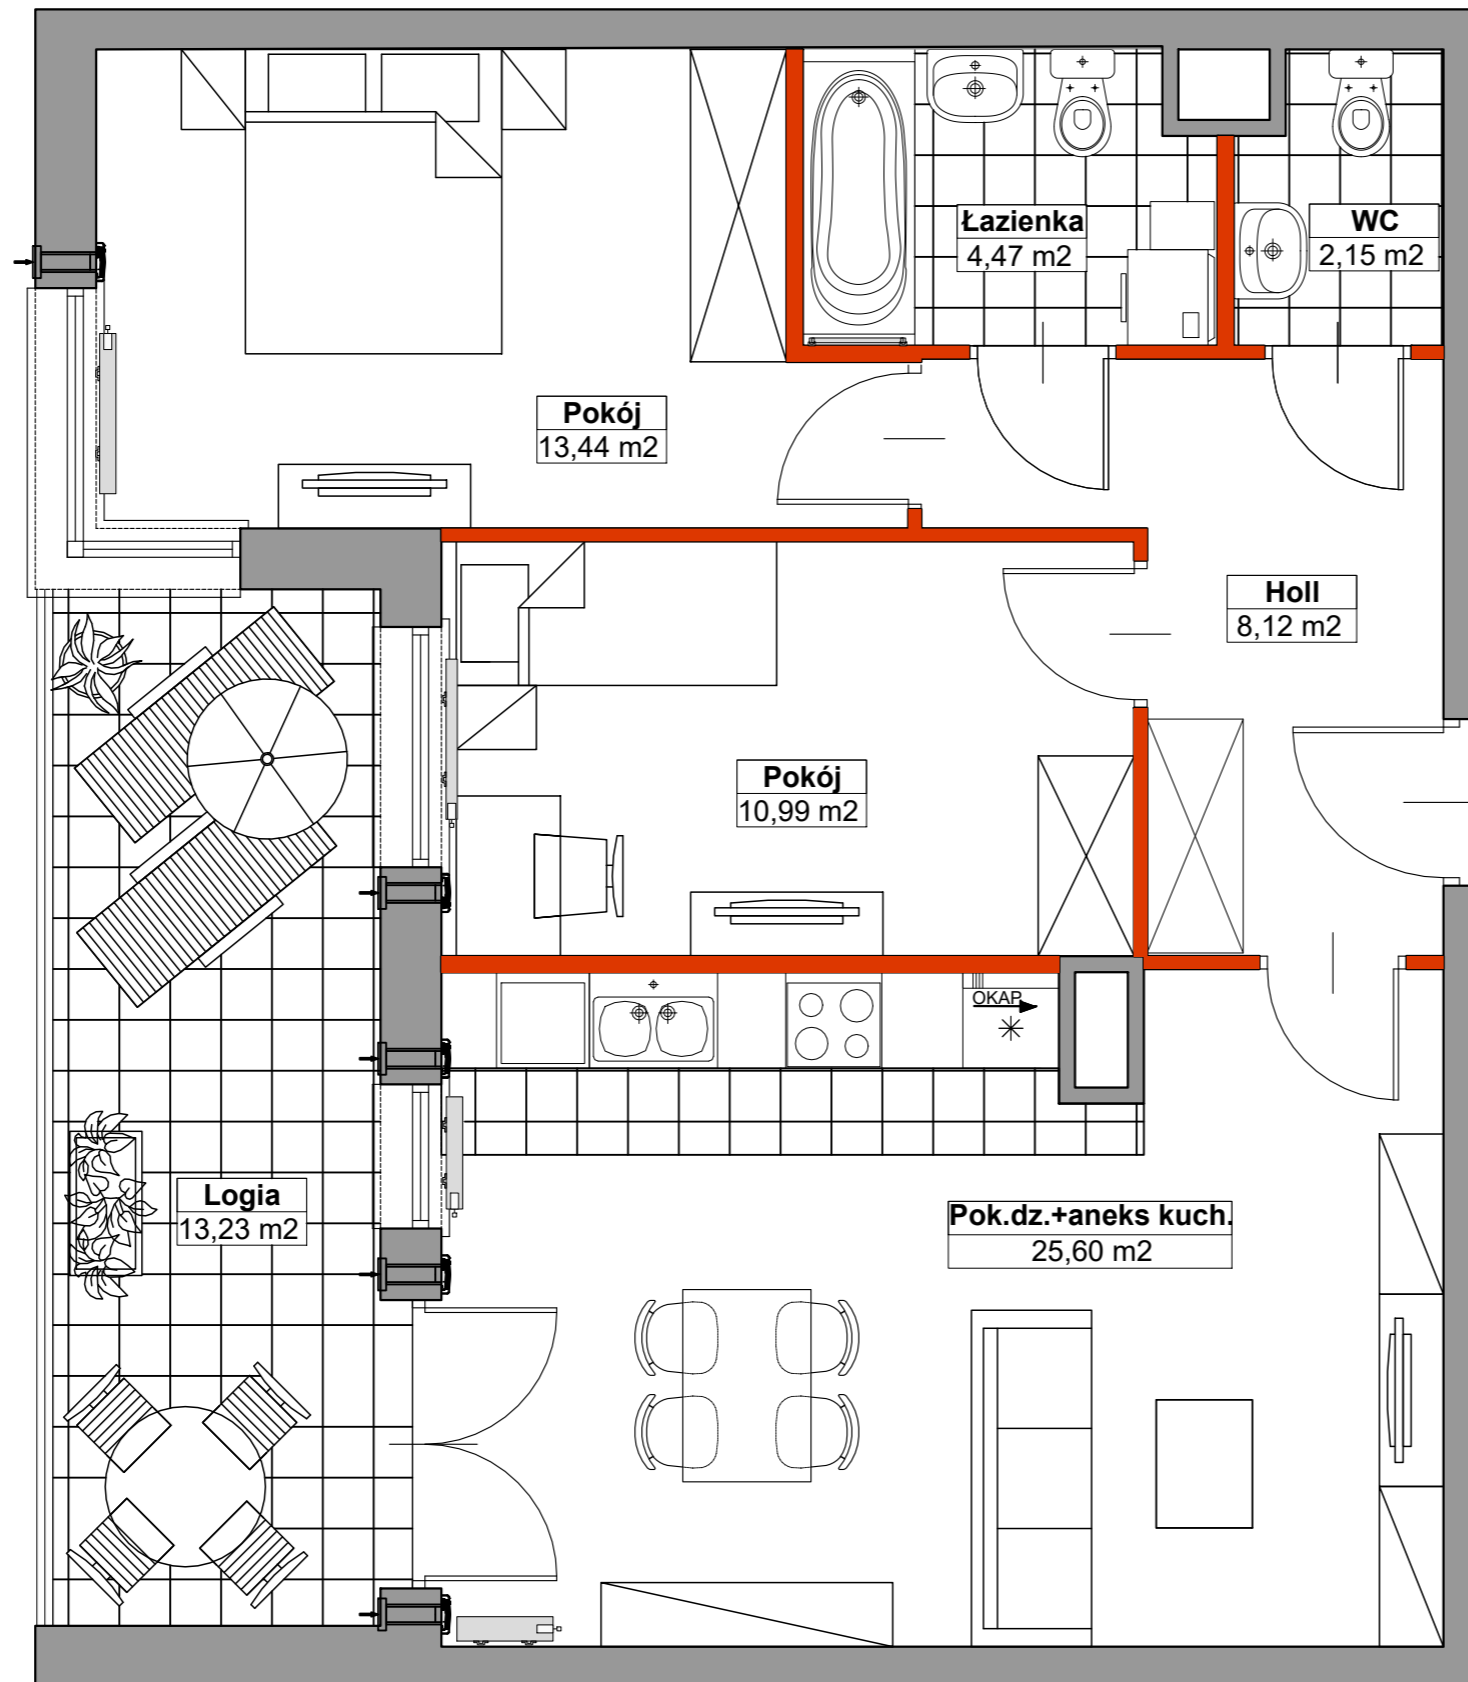 Łazienka
4,47 m2
WC
2,15 m2
Pokój
13,44 m2
Holl
8,12 m2
Pokój
10,99 m2
OKAP
Logia
13,23 m2
Pok.dz.+aneks kuch.
25,60 m2